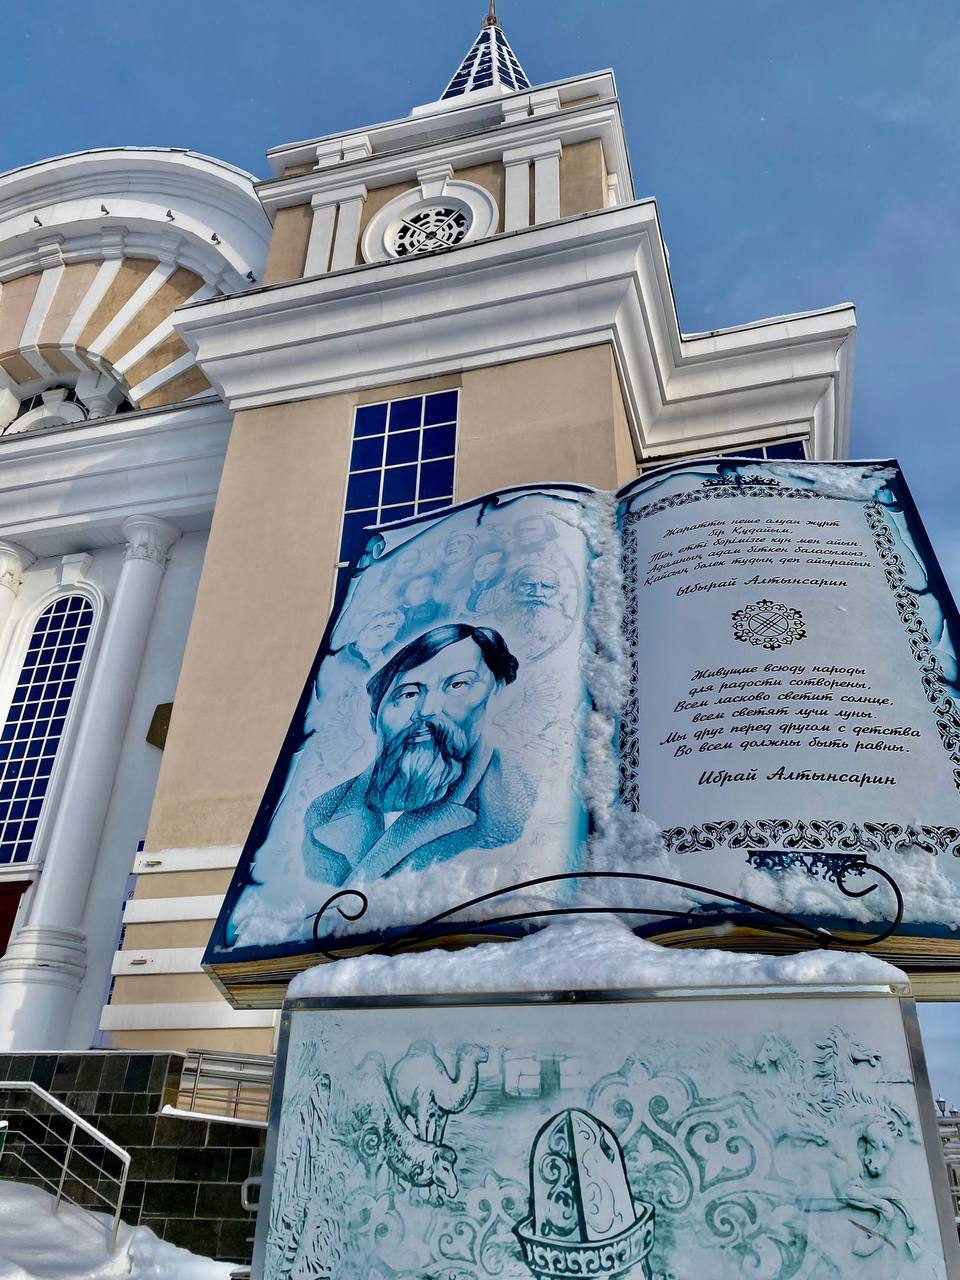 Жаратты неше алуан жұрт
бір Құдайым.
Тең етті бәрімізге күн мен айын.
Адамның адам біткен баласымыз.
Қайсың бөлек тудың деп айырайын.
Ыбырай Алтынсарин
Живущие всюду народы
для радости сотворены,
Всем ласково светит солнце,
всем светят лучи луны.
Мы друг перед другом с детства
Во всем должны быть равны.
Ибрай Алтынсарин